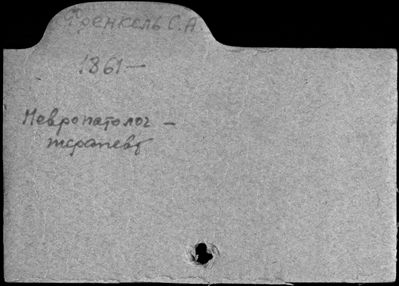 Френкель С.А.
1861 —
Невропатолог —
терапевт